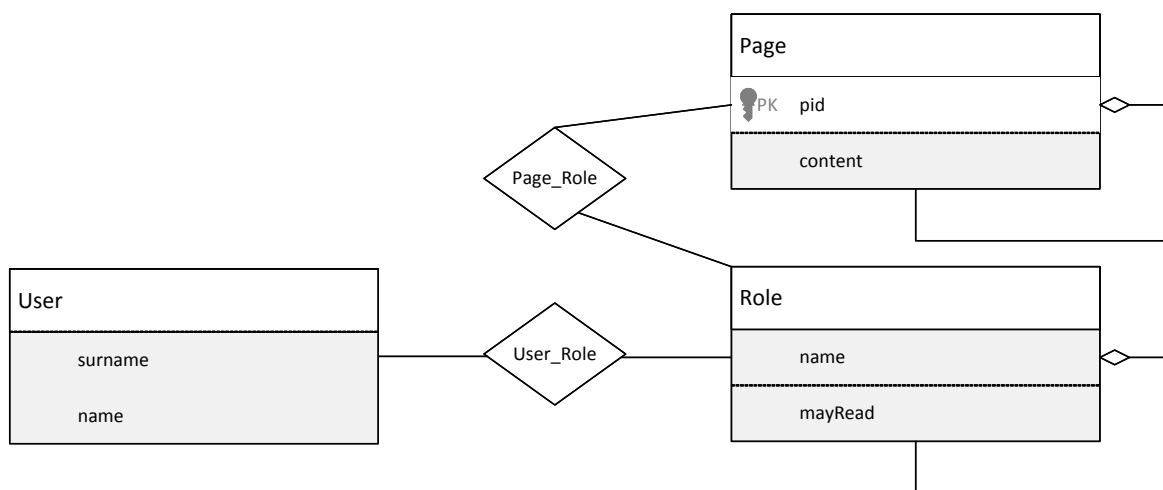 Page
PK pid
content
Page_Role
User
surname
name
User_Role
Role
name
mayRead